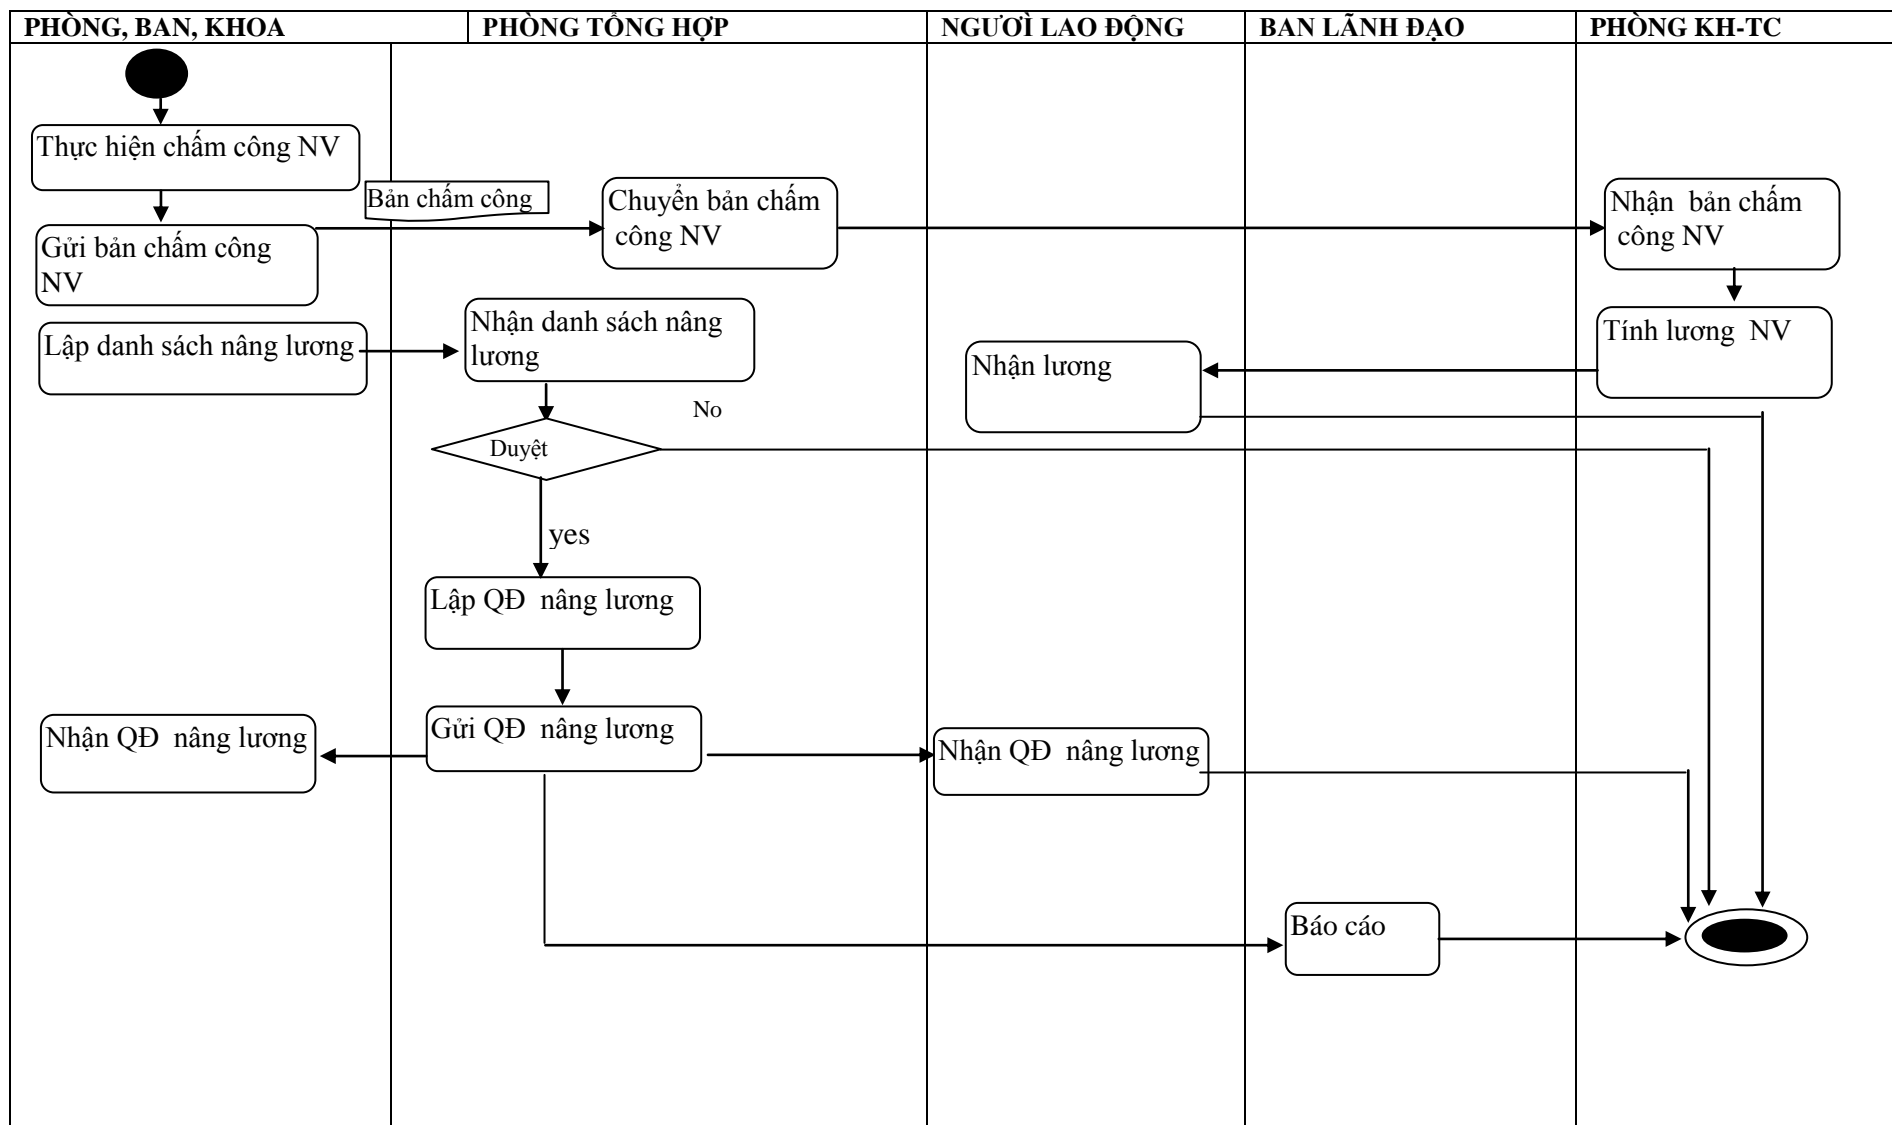 PHÒNG, BAN, KHOA
PHÒNG TỔNG HỢP
NGƯƠÌ LAO ĐỘNG
BAN LÃNH ĐẠO
PHÒNG KH-TC
Thực hiện chấm công NV
Bản chấm công
Chuyển bản chấm
công NV
Nhận bản chấm
công NV
Gửi bản chấm công
NV
Lập danh sách nâng lương
Nhận danh sách nâng
lương
Nhận lương
Tính lương NV
No
Duyệt
yes
Lập QĐ nâng lương
Nhận QĐ nâng lương
Gửi QĐ nâng lương
Nhận QĐ nâng lương
Báo cáo